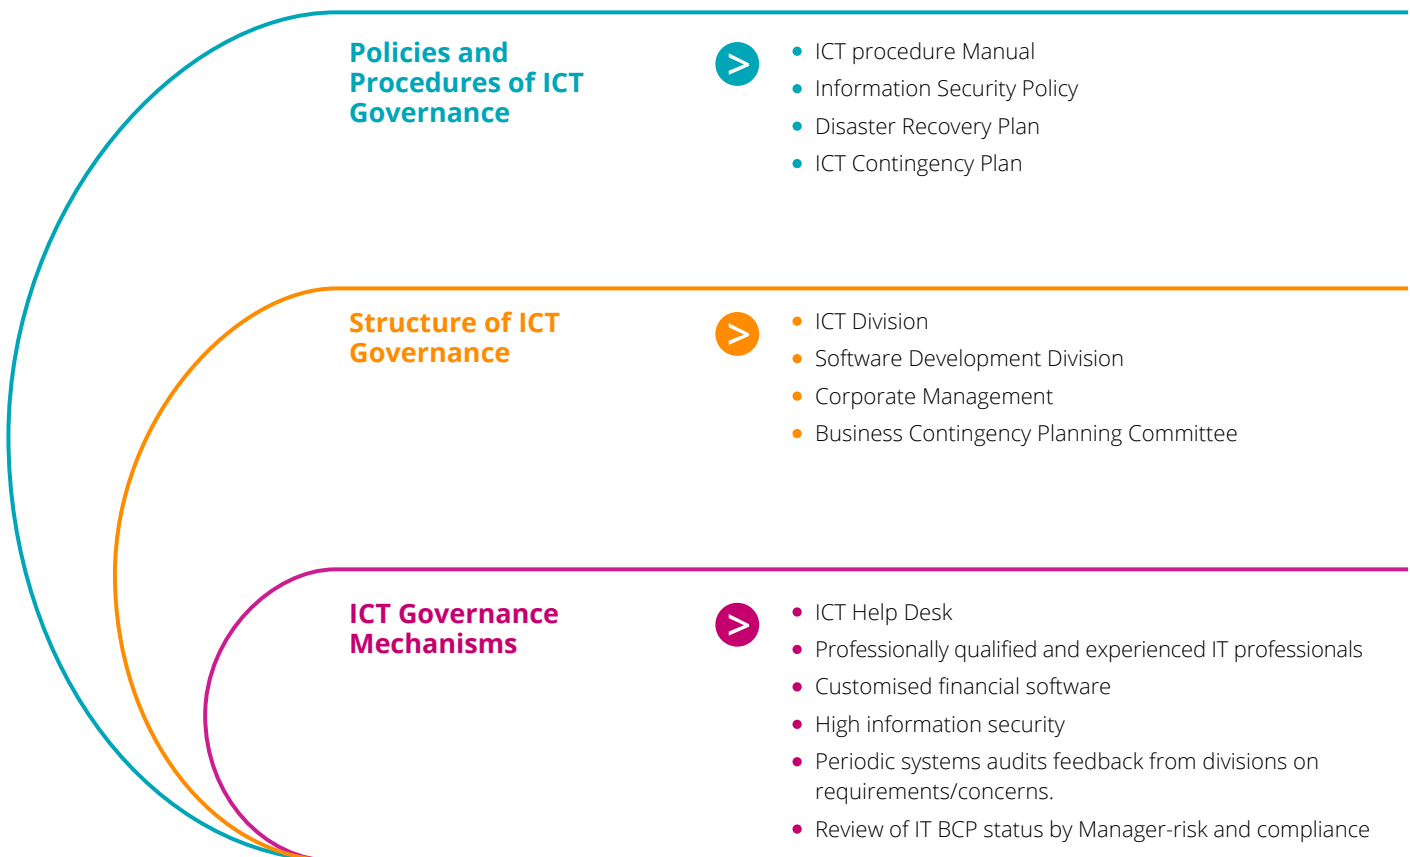 Policies and
Procedures of ICT
Governance
>
• ICT procedure Manual
• Information Security Policy
• Disaster Recovery Plan
• ICT Contingency Plan
Structure of ICT
Governance
>
• ICT Division
• Software Development Division
• Corporate Management
• Business Contingency Planning Committee
ICT Governance
Mechanisms
>
• ICT Help Desk
• Professionally qualified and experienced IT professionals
• Customised financial software
• High information security
• Periodic systems audits feedback from divisions on
requirements/concerns.
• Review of IT BCP status by Manager-risk and compliance